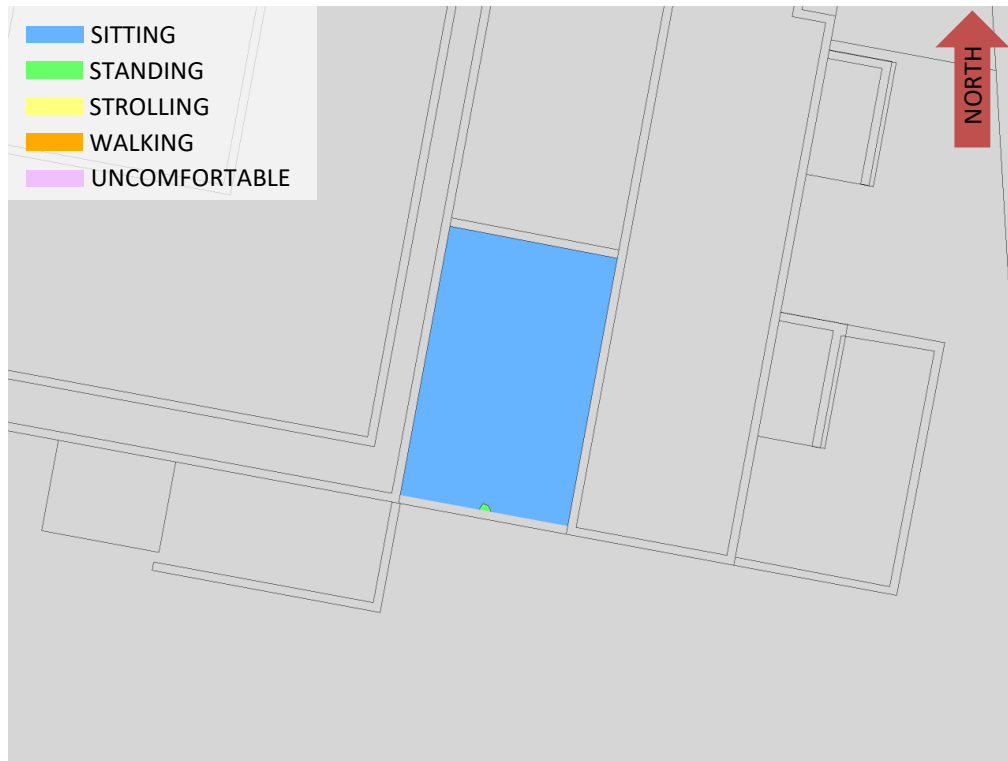 SITTING
STANDING
STROLLING
WALKING
UNCOMFORTABLE
NORTH